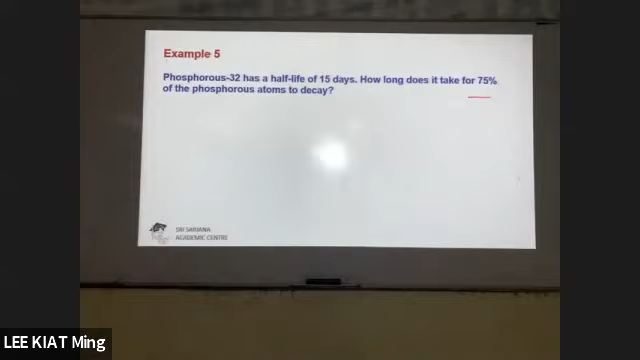 Example 5
Phosphorous-32 has a half-life of 15 days. How long does it take for 75%
of the phosphorous atoms to decay?
SRI SARJANA
ACADEMIC CENTRE
LEE KIAT Ming